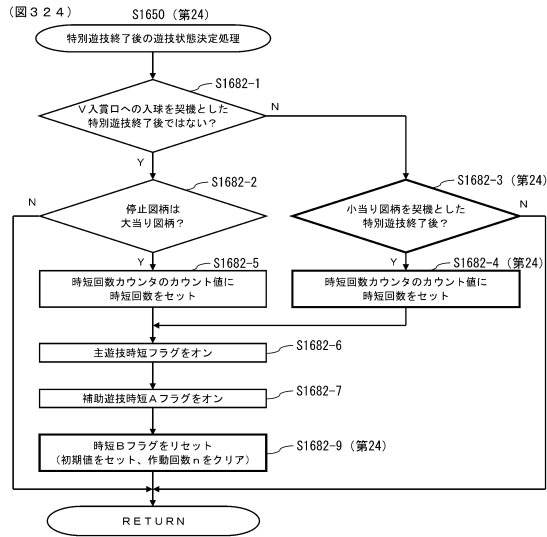 (図324)
S1650(第24)
特別遊技終了後の遊技状態決定処理
S1682-1
V入賞口への入球を契機とした
特別遊技終了後ではない?
N
Y
S1682-2
停止図柄は
大当り図柄?
N
Y
S1682-3(第24)
小当り図柄を契機とした
特別遊技終了後?
N
Y
S1682-5
時短回数カウンタのカウント値に
時短回数をセット
S1682-4(第24)
時短回数カウンタのカウント値に
時短回数をセット
S1682-6
主遊技時短フラグをオン
S1682-7
補助遊技時短Aフラグをオン
S1682-9(第24)
時短Bフラグをリセット
(初期値をセット、作動回数nをクリア)
RETURN